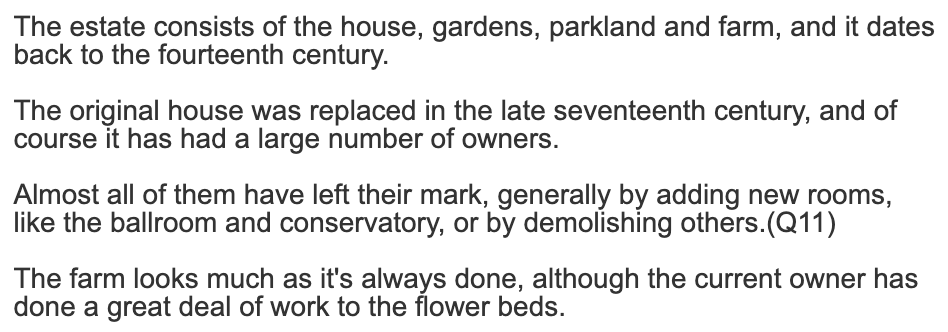 The estate consists of the house, gardens, parkland and farm, and it dates
back to the fourteenth century.
The original house was replaced in the late seventeenth century, and of
course it has had a large number of owners.
Almost all of them have left their mark, generally by adding new rooms,
like the ballroom and conservatory, or by demolishing others.(Q11)
The farm looks much as it's always done, although the current owner has
done a great deal of work to the flower beds.